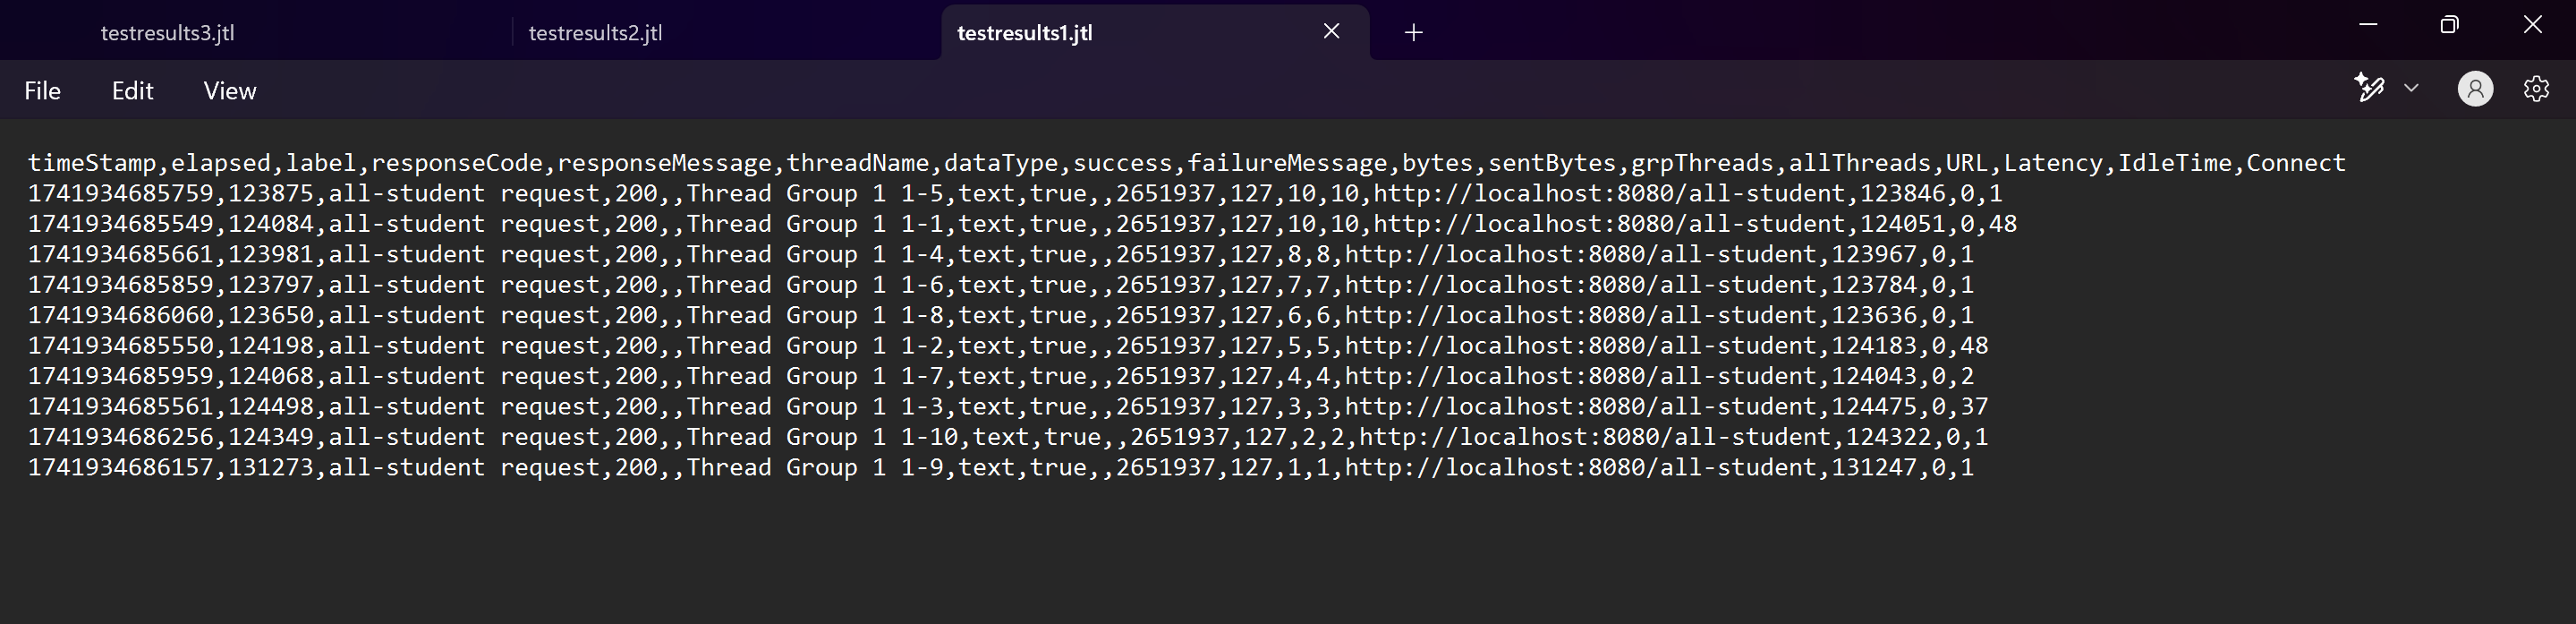 testresults3.jtl testresults2.jtl testresults1.jtl
File Edit View
timeStamp,elapsed,label,responseCode,responseMessage,threadName,dataType,success,failureMessage,bytes,sentBytes,grpThreads,allThreads,URL,Latency,IdleTime,Connect
1741934685759,123875,all-student request,200,,Thread Group 1 1-5,text,true,,2651937,127,10,10,http://localhost:8080/all-student,123846,0,1
1741934685549,124084,all-student request,200,,Thread Group 1 1-1,text,true,,2651937,127,10,10,http://localhost:8080/all-student,124051,0,48
1741934685661,123981,all-student request,200,,Thread Group 1 1-4,text,true,,2651937,127,8,8,http://localhost:8080/all-student,123967,0,1
1741934685859,123797,all-student request,200,,Thread Group 1 1-6,text,true,,2651937,127,7,7,http://localhost:8080/all-student,123784,0,1
1741934686060,123650,all-student request,200,,Thread Group 1 1-8,text,true,,2651937,127,6,6,http://localhost:8080/all-student,123636,0,1
1741934685550,124198,all-student request,200,,Thread Group 1 1-2,text,true,,2651937,127,5,5,http://localhost:8080/all-student,124183,0,48
1741934685959,124068,all-student request,200,,Thread Group 1 1-7,text,true,,2651937,127,4,4,http://localhost:8080/all-student,124043,0,2
1741934685561,124498,all-student request,200,,Thread Group 1 1-3,text,true,,2651937,127,3,3,http://localhost:8080/all-student,124475,0,37
1741934686256,124349,all-student request,200,,Thread Group 1 1-10,text,true,,2651937,127,2,2,http://localhost:8080/all-student,124322,0,1
1741934686157,131273,all-student request,200,,Thread Group 1 1-9,text,true,,2651937,127,1,1,http://localhost:8080/all-student,131247,0,1